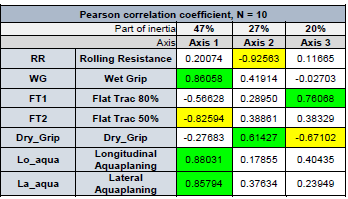 Pearson correlation coefficient, N = 10
Part of inertia 47% 27% 20%
Axis Axis 1 Axis 2 Axis 3
RR Rolling Resistance 0.20074 -0.92563 0.11665
WG Wet Grip 0.86058 0.41914 -0.02703
FT1 Flat Trac 80% -0.56628 0.28950 0.76068
FT2 Flat Trac 50% -0.82594 0.38861 0.38329
Dry_Grip Dry_Grip -0.27683 0.61427 -0.67102
Lo_aqua Longitudinal Aquaplaning 0.88031 0.17855 0.40435
La_aqua Lateral Aquaplaning 0.85794 0.37634 0.23949